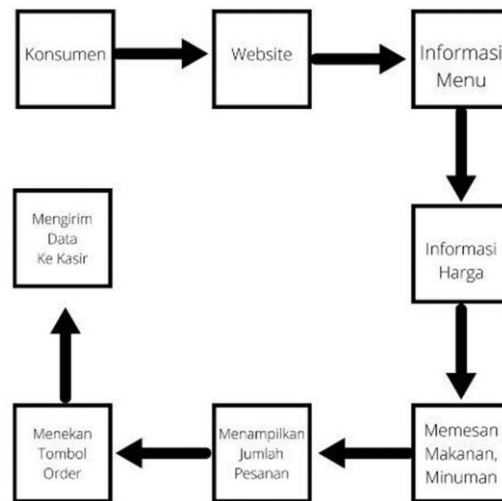 Konsumen
Website
Informasi
Menu
Informasi
Harga
Memesan
Makanan,
Minuman
Menampilkan
Jumlah
Pesanan
Menekan
Tombol
Order
Mengirim
Data
Ke Kasir